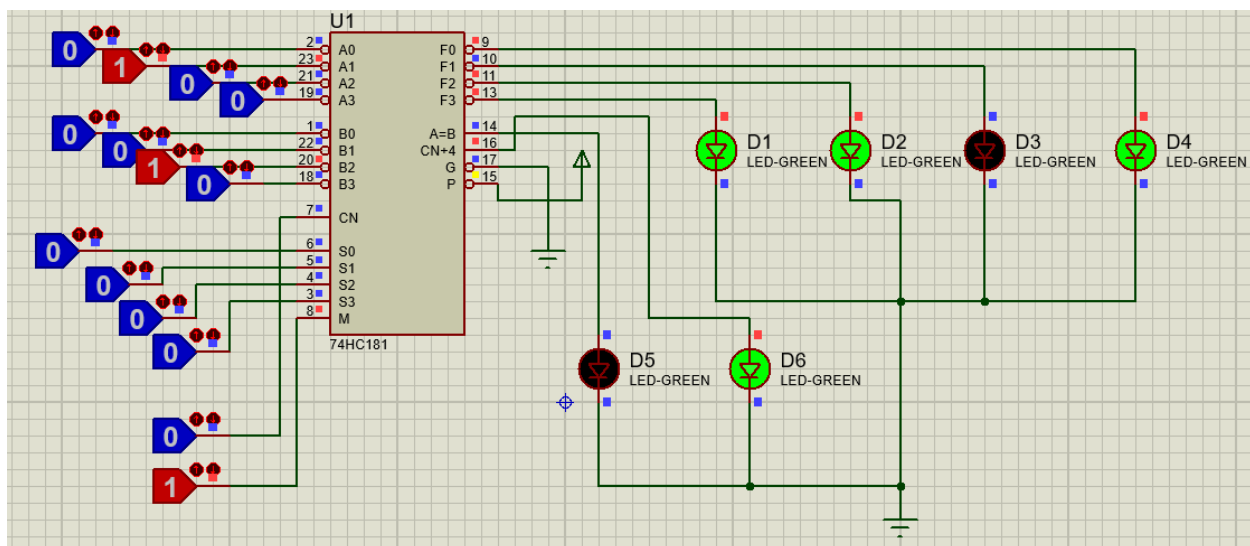 U1
0 2 A0 F0 9
1 23 A1 F1 10
0 21 A2 F2 11
0 19 A3 F3 13
0 1 B0 A=B 14
0 22 B1 CN+4 16
1 20 B2 G 17
0 18 B3 P 15
7 CN
0 6 S0
0 5 S1
0 4 S2
0 3 S3
8 M
74HC181
D1
LED-GREEN
D2
LED-GREEN
D3
LED-GREEN
D4
LED-GREEN
D5
LED-GREEN
D6
LED-GREEN
0
1